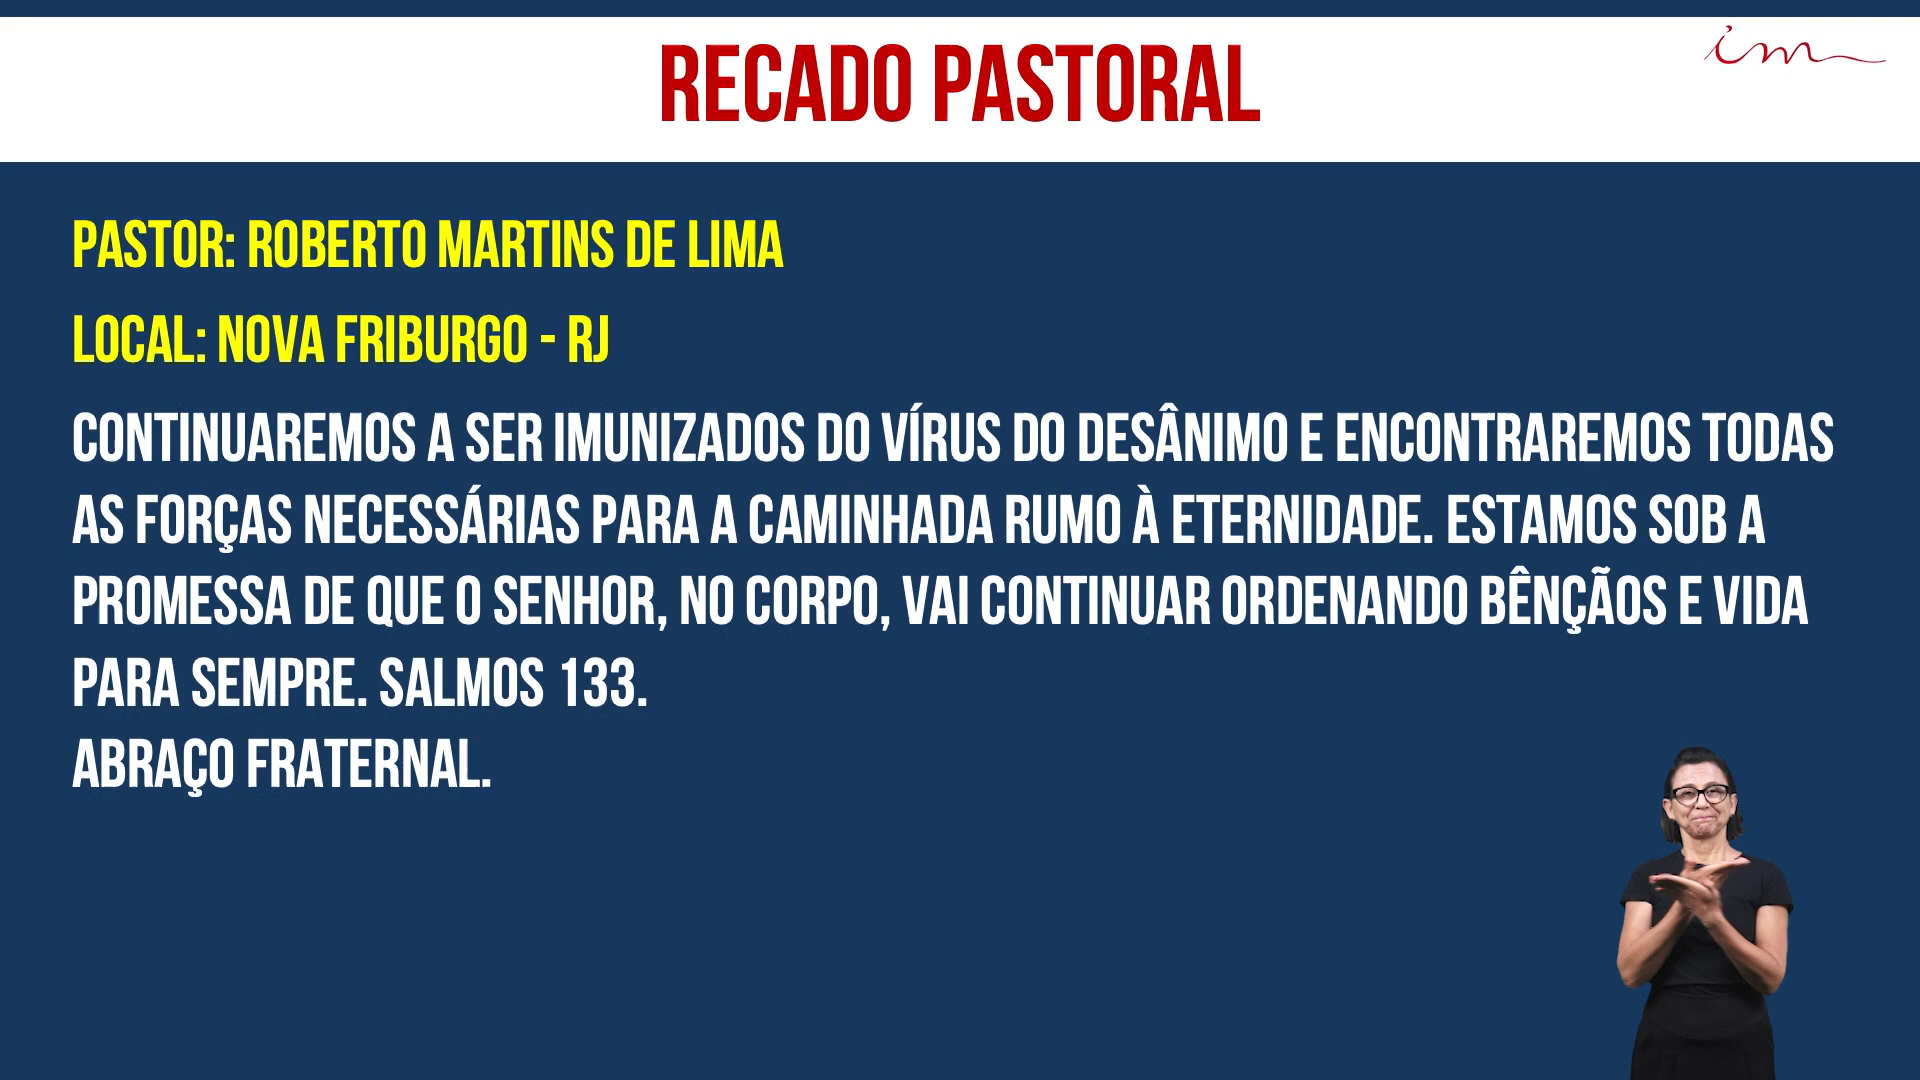 im
RECADO PASTORAL
PASTOR: ROBERTO MARTINS DE LIMA
LOCAL: NOVA FRIBURGO - RJ
CONTINUAREMOS A SER IMUNIZADOS DO VÍRUS DO DESÂNIMO E ENCONTRAREMOS TODAS
AS FORÇAS NECESSÁRIAS PARA A CAMINHADA RUMO À ETERNIDADE. ESTAMOS SOB A
PROMESSA DE QUE O SENHOR, NO CORPO, VAI CONTINUAR ORDENANDO BÊNÇÃOS E VIDA
PARA SEMPRE. SALMOS 133.
ABRAÇO FRATERNAL.